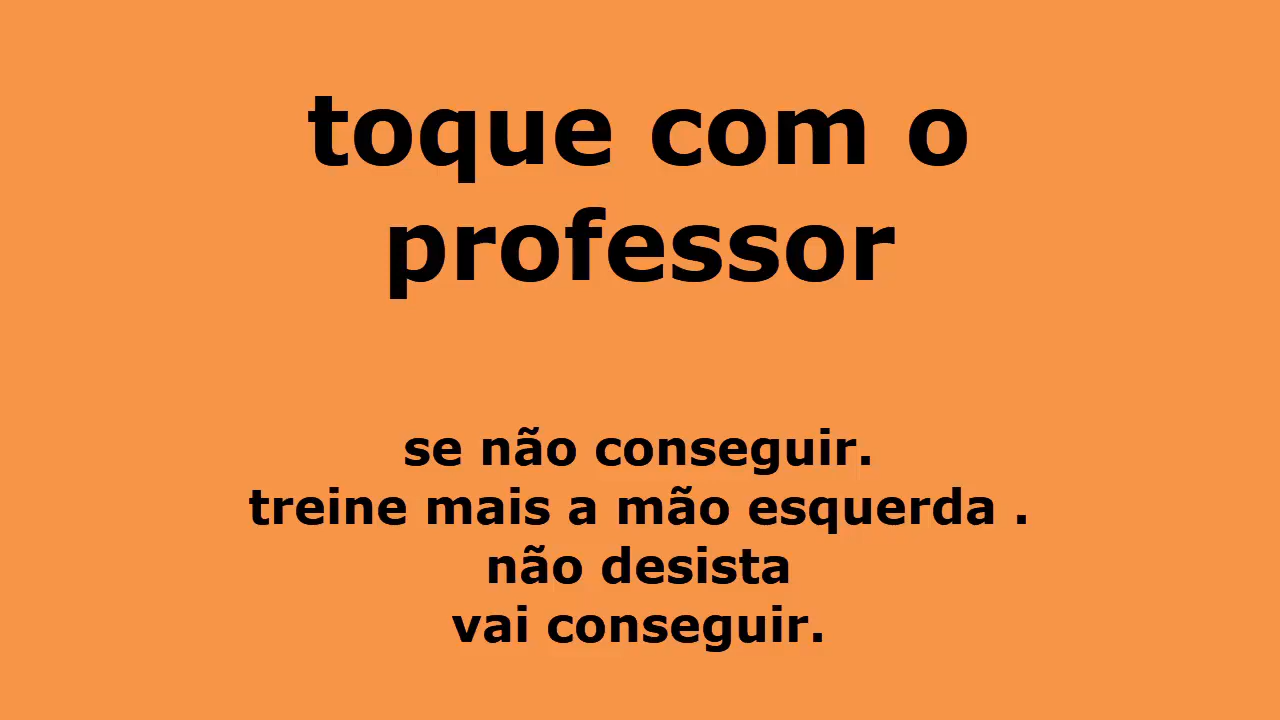 toque com o
professor
se não conseguir.
treine mais a mão esquerda .
não desista
vai conseguir.